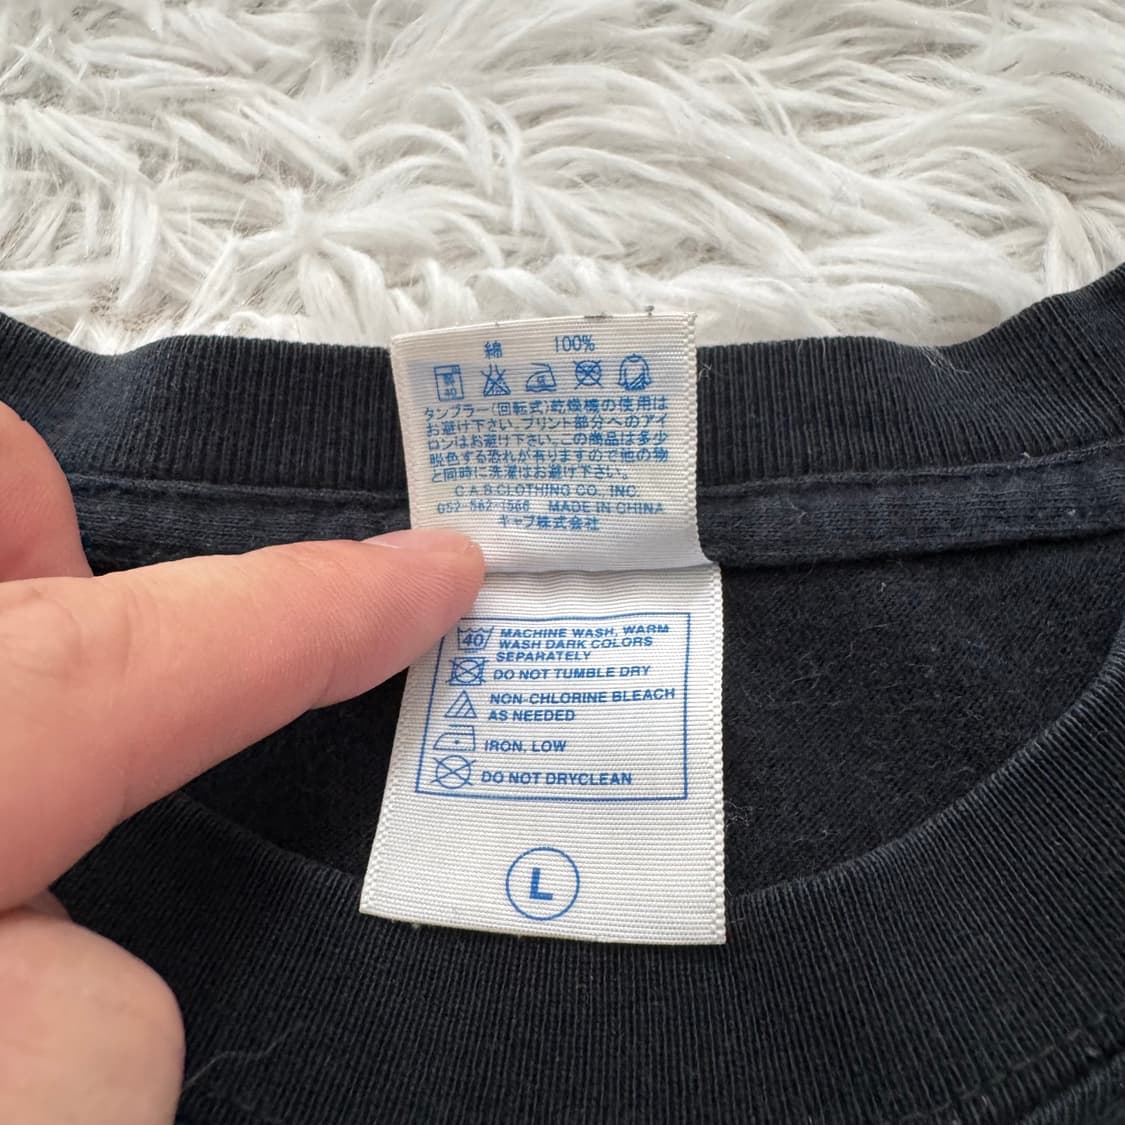 綿 100%
タンブラー(回転式)乾燥機の使用は
お避け下さい。プリント部分へのアイ
ロンはお避け下さい。この商品は多少
脱色する恐れが有りますので他の物
と同時に洗濯はお避け下さい。
C.A.B.CLOTHING CO., INC.
052-562-1566 MADE IN CHINA
キャブ株式会社
40 MACHINE WASH, WARM
WASH DARK COLORS
SEPARATELY
DO NOT TUMBLE DRY
NON-CHLORINE BLEACH
AS NEEDED
IRON, LOW
DO NOT DRYCLEAN
L